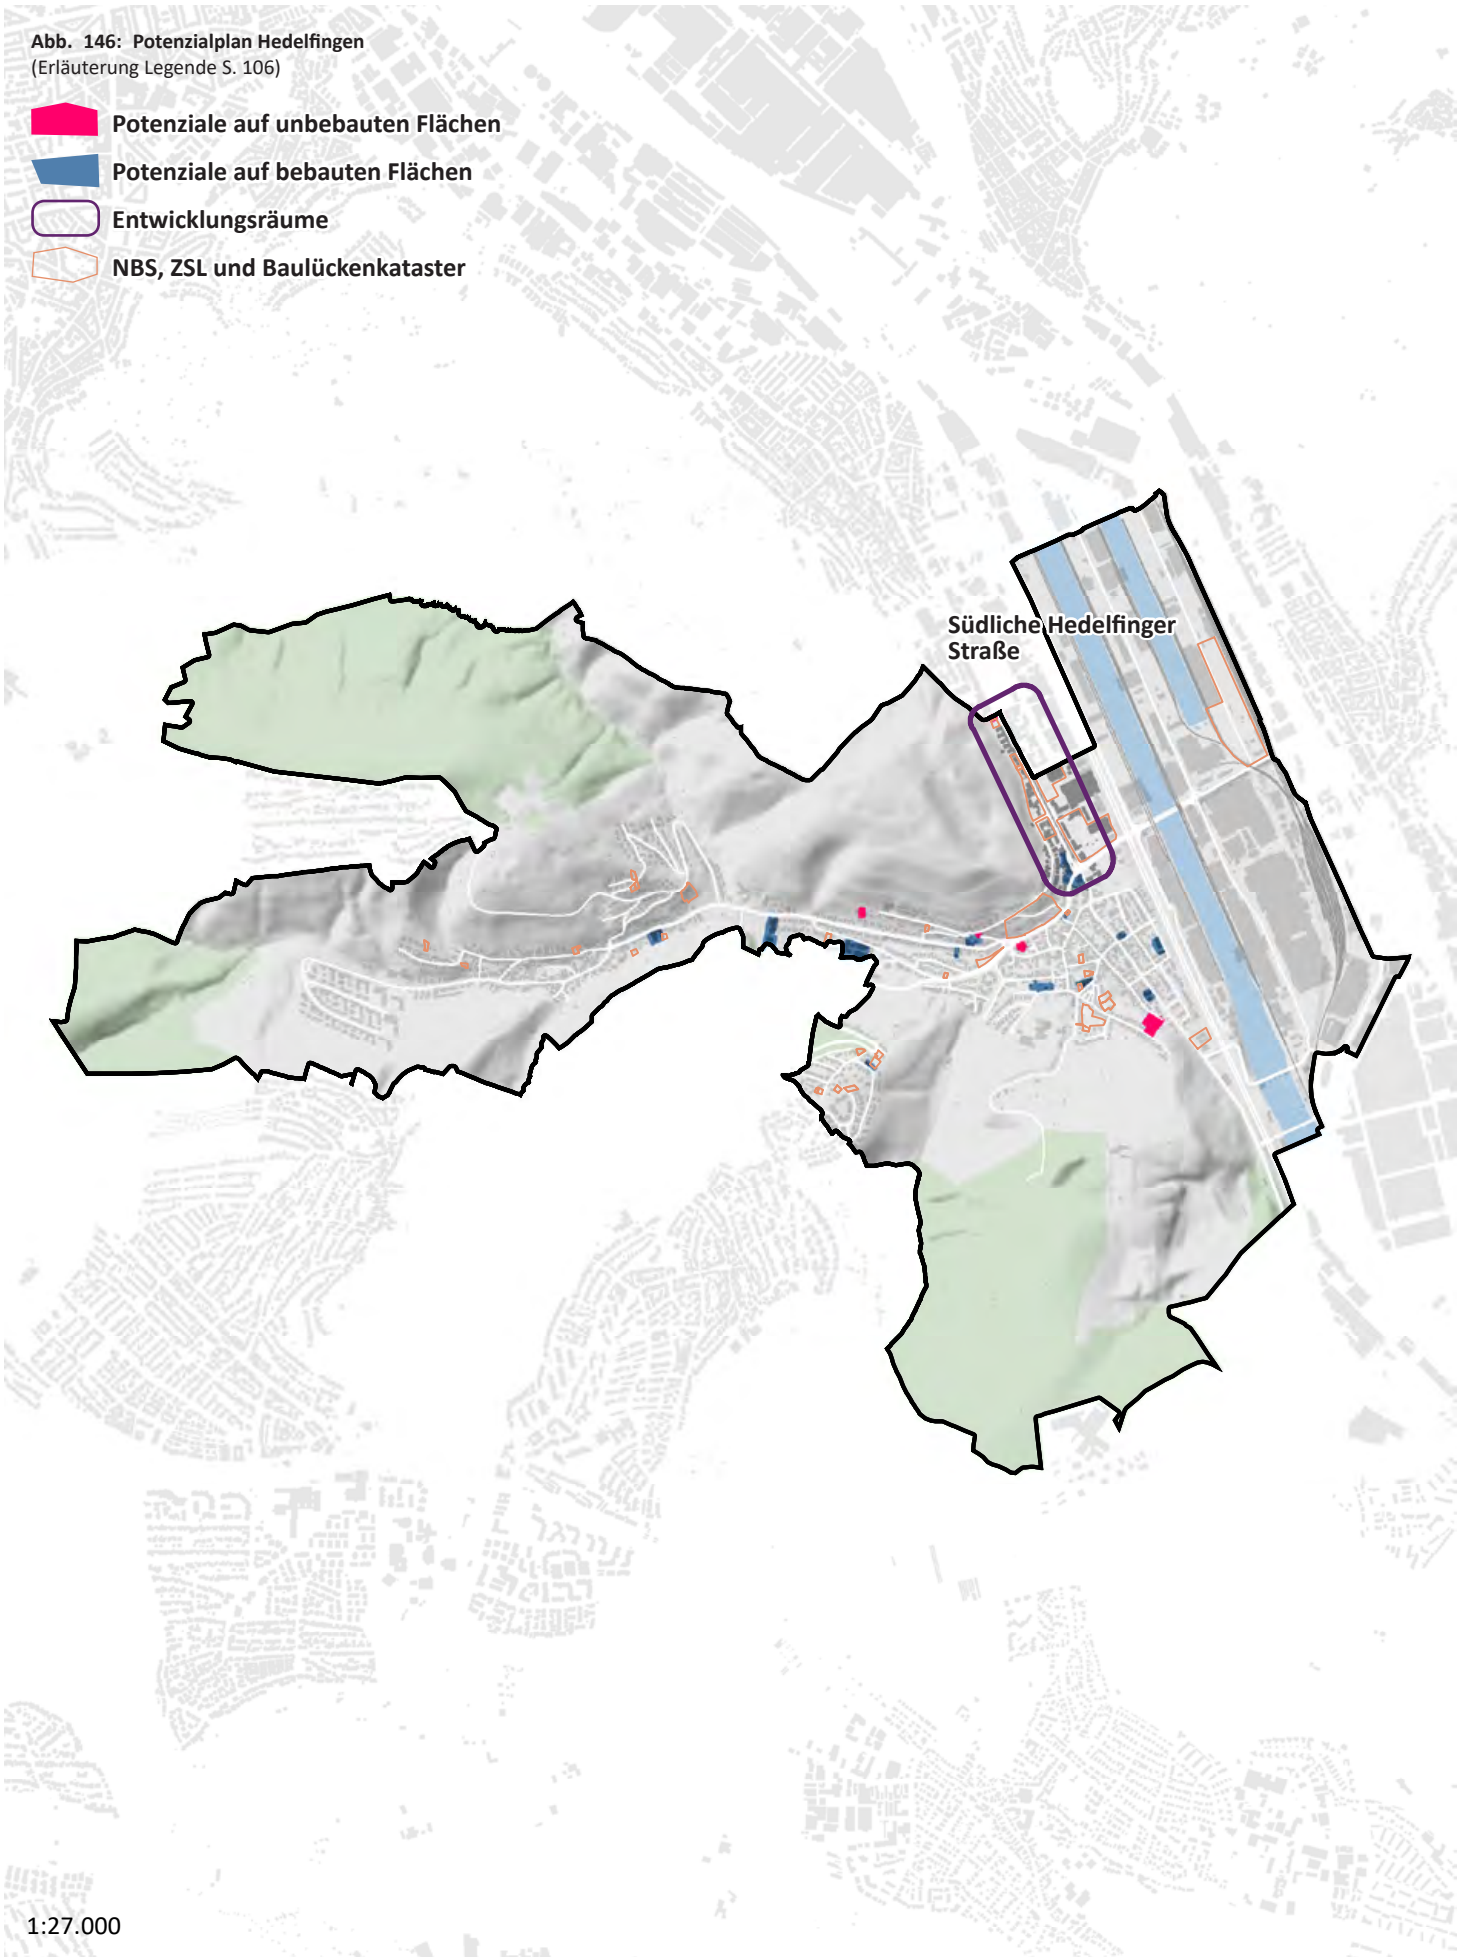 Abb. 146: Potenzialplan Hedelfingen
(Erläuterung Legende S. 106)
Potenziale auf unbebauten Flächen
Potenziale auf bebauten Flächen
Entwicklungsräume
NBS, ZSL und Baulückenkataster
Südliche Hedelfinger
Straße
1:27.000